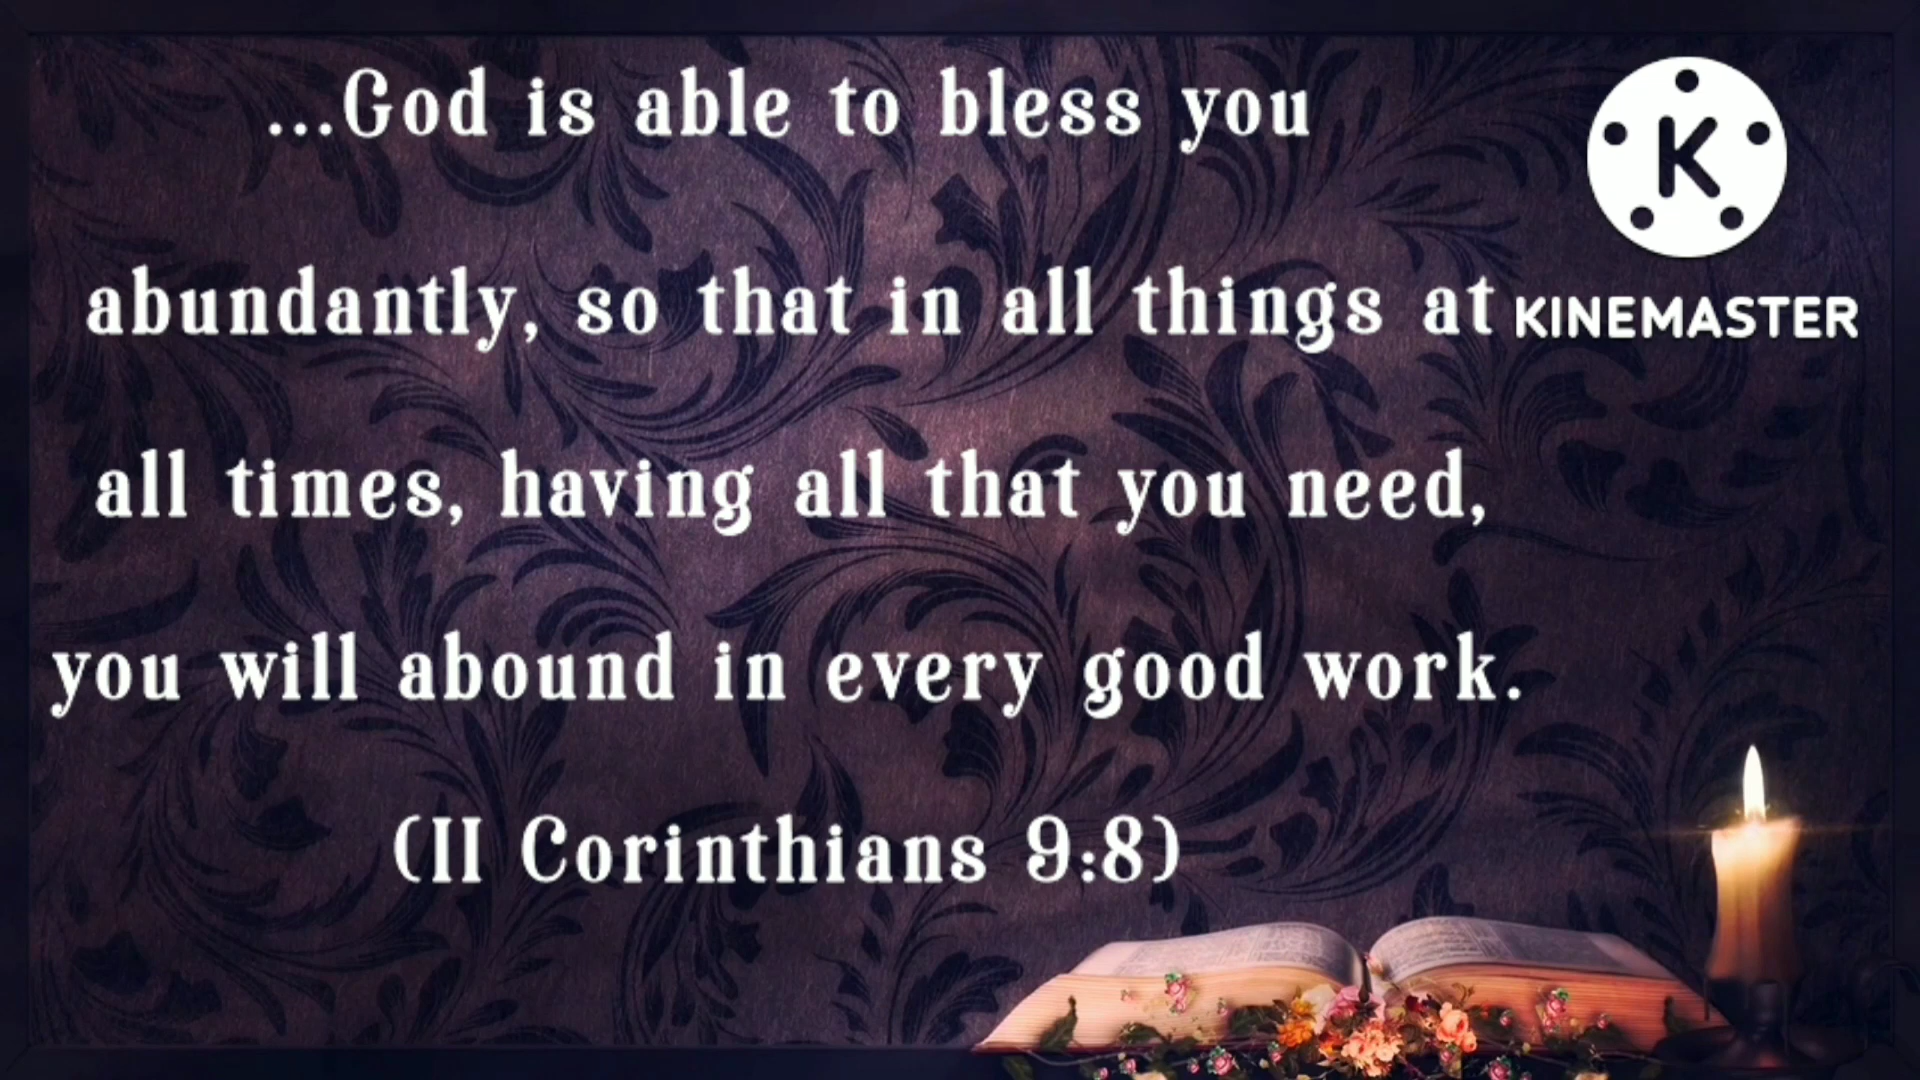 ...God is able to bless you
abundantly, so that in all things at
all times, having all that you need,
you will abound in every good work.
(II Corinthians 9:8)
K
KINEMASTER